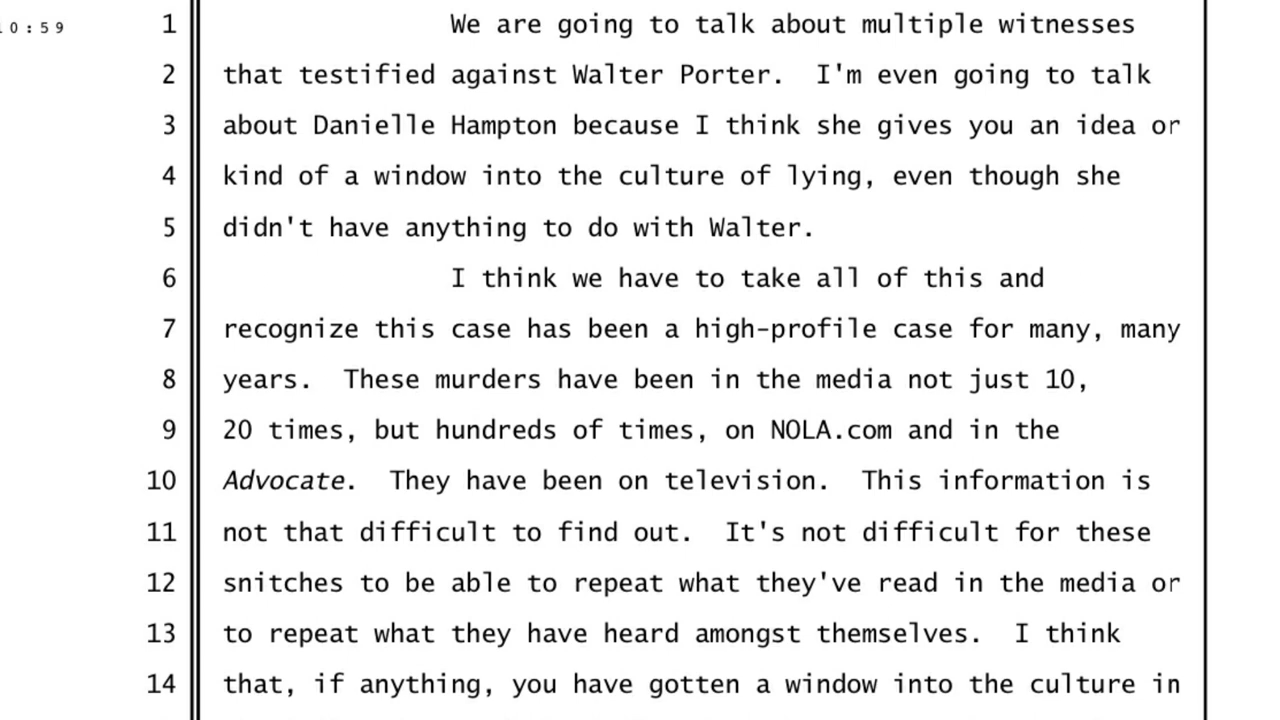 10:59 1 We are going to talk about multiple witnesses
2 that testified against Walter Porter. I'm even going to talk
3 about Danielle Hampton because I think she gives you an idea or
4 kind of a window into the culture of lying, even though she
5 didn't have anything to do with Walter.
6 I think we have to take all of this and
7 recognize this case has been a high-profile case for many, many
8 years. These murders have been in the media not just 10,
9 20 times, but hundreds of times, on NOLA.com and in the
10 Advocate. They have been on television. This information is
11 not that difficult to find out. It's not difficult for these
12 snitches to be able to repeat what they've read in the media or
13 to repeat what they have heard amongst themselves. I think
14 that, if anything, you have gotten a window into the culture in